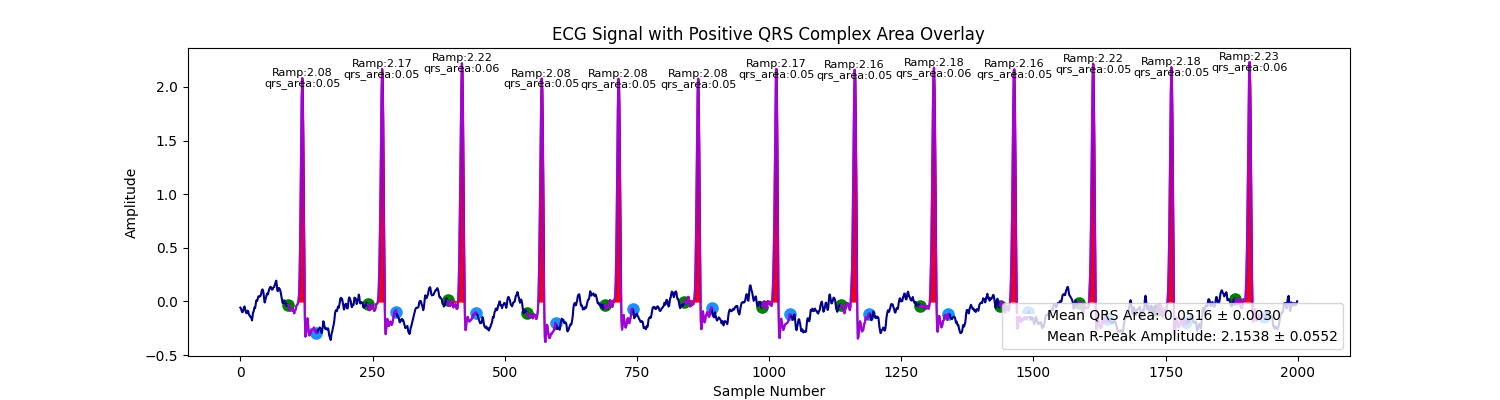 ECG Signal with Positive QRS Complex Area Overlay
Ramp:2.08
qrs_area:0.05
Ramp:2.17
qrs_area:0.05
Ramp:2.22
qrs_area:0.06
Ramp:2.08
qrs_area:0.05
Ramp:2.08
qrs_area:0.05
Ramp:2.08
qrs_area:0.05
Ramp:2.17
qrs_area:0.05
Ramp:2.16
qrs_area:0.05
Ramp:2.18
qrs_area:0.06
Ramp:2.16
qrs_area:0.05
Ramp:2.22
qrs_area:0.05
Ramp:2.18
qrs_area:0.05
Ramp:2.23
qrs_area:0.06
2.0
1.5
1.0
0.5
0.0
−0.5
Amplitude
Mean QRS Area: 0.0516 ± 0.0030
Mean R-Peak Amplitude: 2.1538 ± 0.0552
0 250 500 750 1000 1250 1500 1750 2000
Sample Number